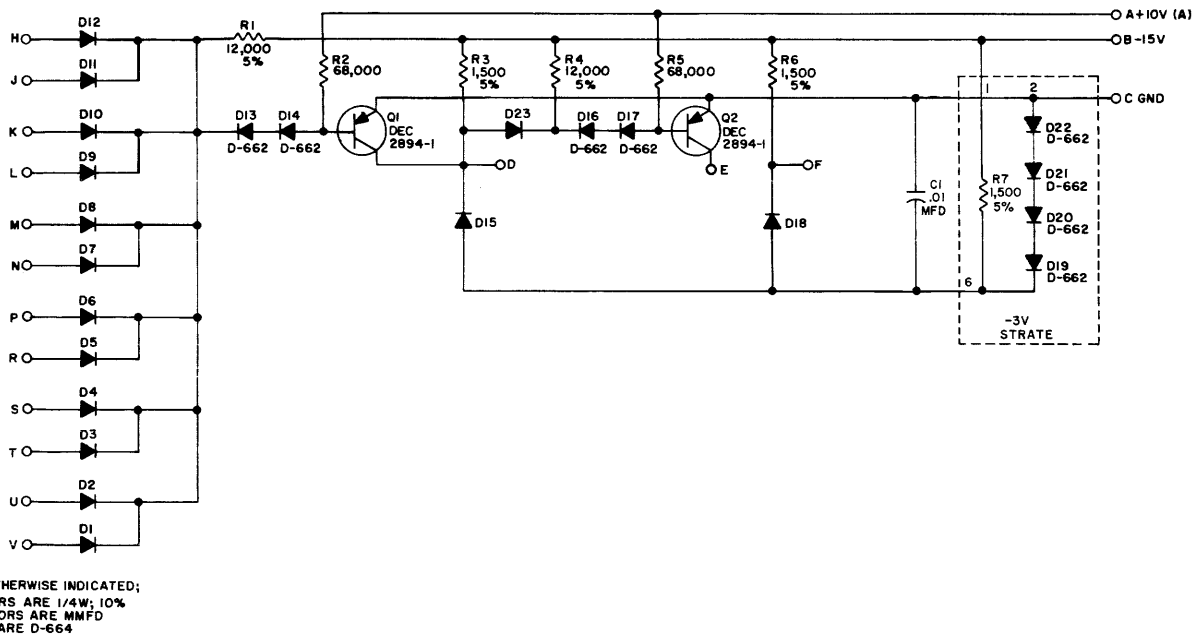 A+10V (A)
B-15V
C GND
H
D12
R1
12,000
5%
J
D11
K
D10
L
D9
M
D8
N
D7
P
D6
R
D5
S
D4
T
D3
U
D2
V
D1
D13
D-662
D14
D-662
R2
68,000
Q1
DEC
2894-1
R3
1,500
5%
D
D15
D23
R4
12,000
5%
D16
D-662
D17
D-662
R5
68,000
Q2
DEC
2894-1
E
R6
1,500
5%
F
D18
C1
.01
MFD
1
2
R7
1,500
5%
6
D22
D-662
D21
D-662
D20
D-662
D19
D-662
-3V
STRATE
HERWISE INDICATED;
RS ARE 1/4W; 10%
ORS ARE MMFD
ARE D-664